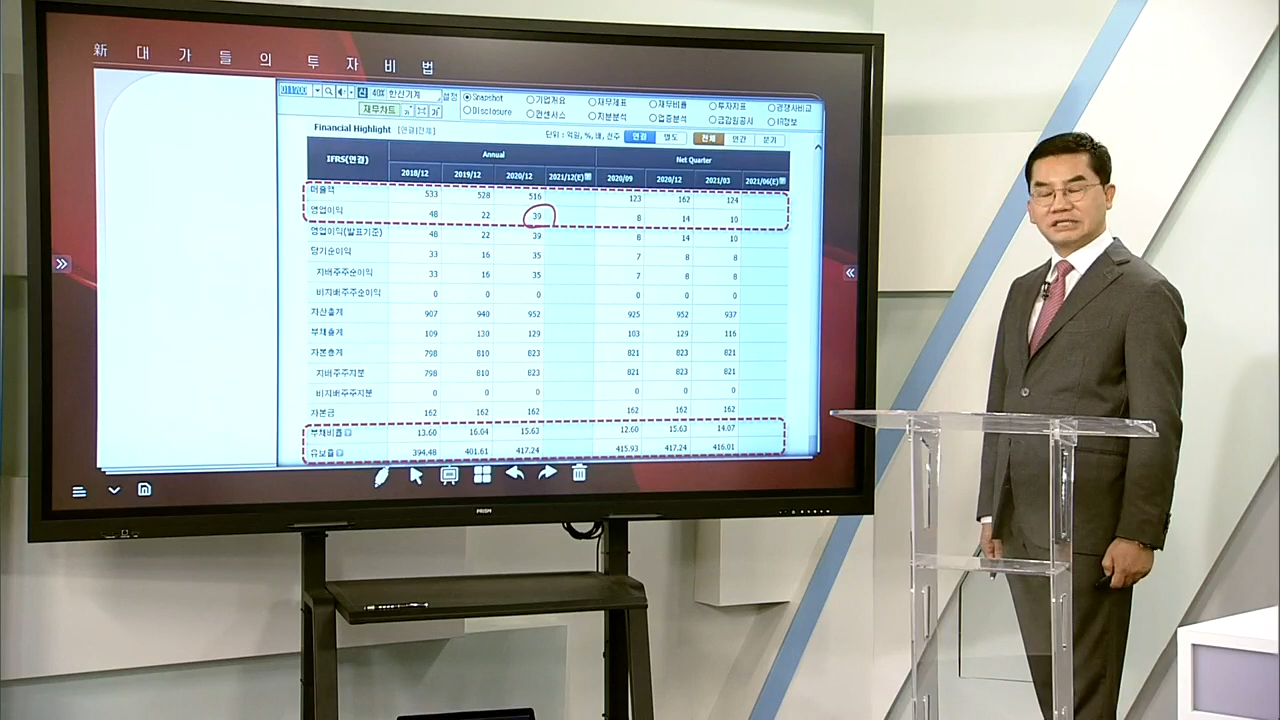 新 대 가 들 의 투 자 비 법
신 40% 한신기계 설정 Snapshot 기업개요 재무제표 재무비율 투자지표 경쟁사비교
재무차트 Disclosure 컨센서스 지분분석 업종분석 금감원공시 IR정보
Financial Highlight [연결|전체] 단위 : 억원, %, 배, 천주 연결 별도 전체 연간 분기
IFRS(연결) Annual Net Quarter
2018/12 2019/12 2020/12 2021/12(E) 2020/09 2020/12 2021/03 2021/06(E)
매출액 533 528 516 123 162 124
영업이익 48 22 39 8 14 10
영업이익(발표기준) 48 22 39 8 14 10
당기순이익 33 16 35 7 8 8
지배주주순이익 33 16 35 7 8 8
비지배주주순이익 0 0 0 0 0 0
자산총계 907 940 952 925 952 937
부채총계 109 130 129 103 129 116
자본총계 798 810 823 821 823 821
지배주주지분 798 810 823 821 823 821
비지배주주지분 0 0 0 0 0 0
자본금 162 162 162 162 162 162
부채비율 13.60 16.04 15.63 12.60 15.63 14.07
유보율 394.48 401.61 417.24 415.93 417.24 416.01
PRISM